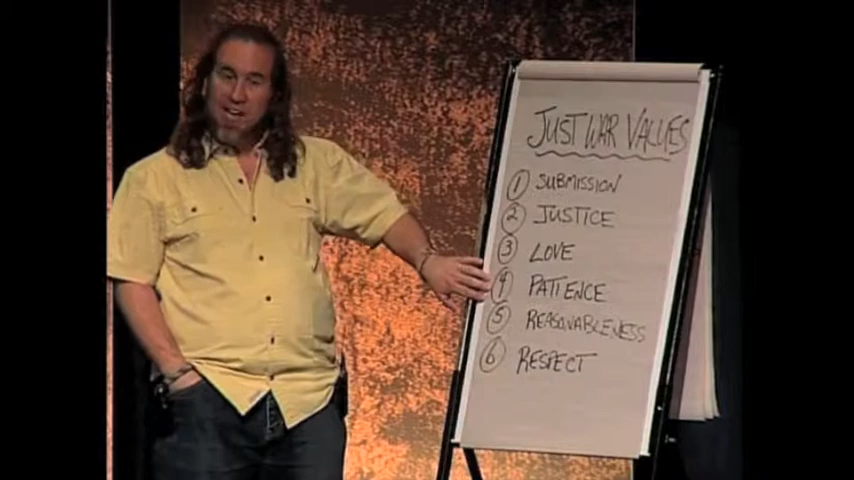 JUST WAR VALUES
1 SUBMISSION
2 JUSTICE
3 LOVE
4 PATIENCE
5 REASONABLENESS
6 RESPECT